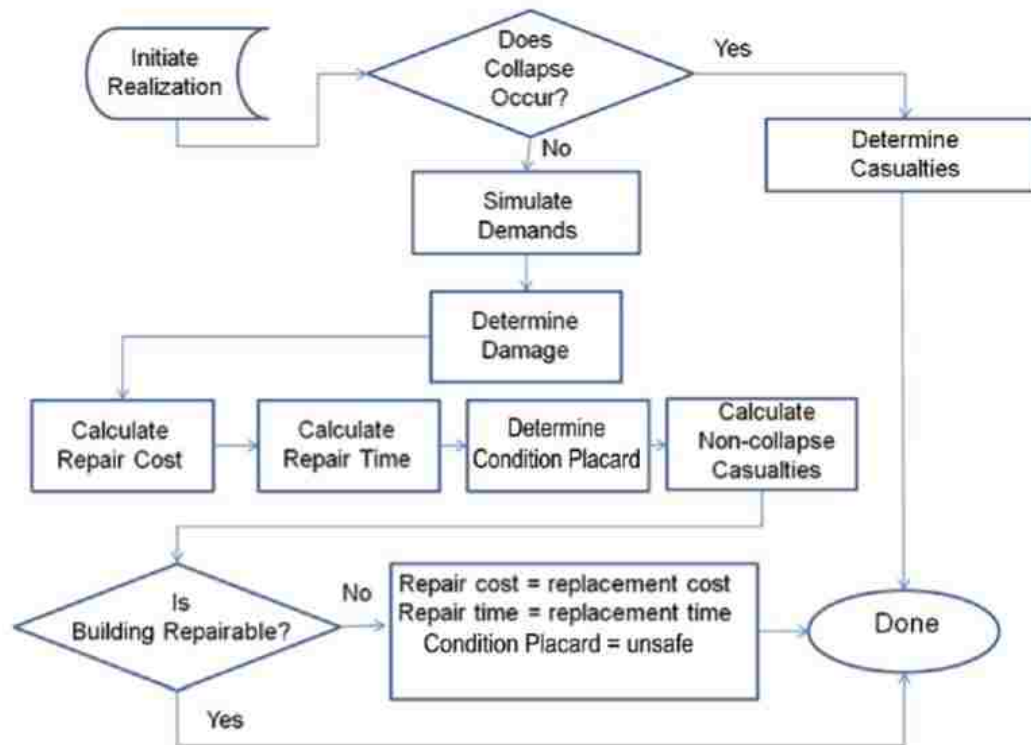 Initiate
Realization
Does
Collapse
Occur?
Yes
No
Determine
Casualties
Simulate
Demands
Determine
Damage
Calculate
Repair Cost
Calculate
Repair Time
Determine
Condition Placard
Calculate
Non-collapse
Casualties
Is
Building Repairable?
No
Repair cost = replacement cost
Repair time = replacement time
Condition Placard = unsafe
Done
Yes